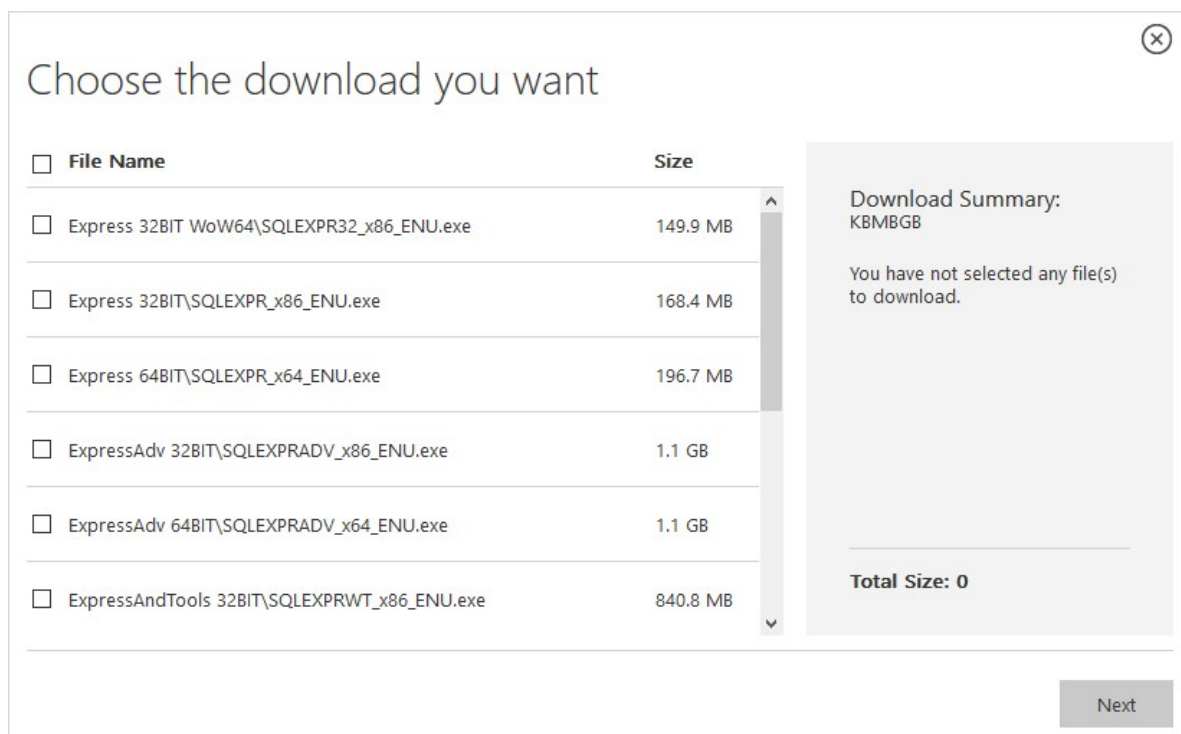 Choose the download you want
File Name Size
Express 32BIT WoW64\SQLEXPR32_x86_ENU.exe 149.9 MB
Express 32BIT\SQLEXPR_x86_ENU.exe 168.4 MB
Express 64BIT\SQLEXPR_x64_ENU.exe 196.7 MB
ExpressAdv 32BIT\SQLEXPRADV_x86_ENU.exe 1.1 GB
ExpressAdv 64BIT\SQLEXPRADV_x64_ENU.exe 1.1 GB
ExpressAndTools 32BIT\SQLEXPRWT_x86_ENU.exe 840.8 MB
Download Summary:
KBMBGB
You have not selected any file(s)
to download.
Total Size: 0
Next